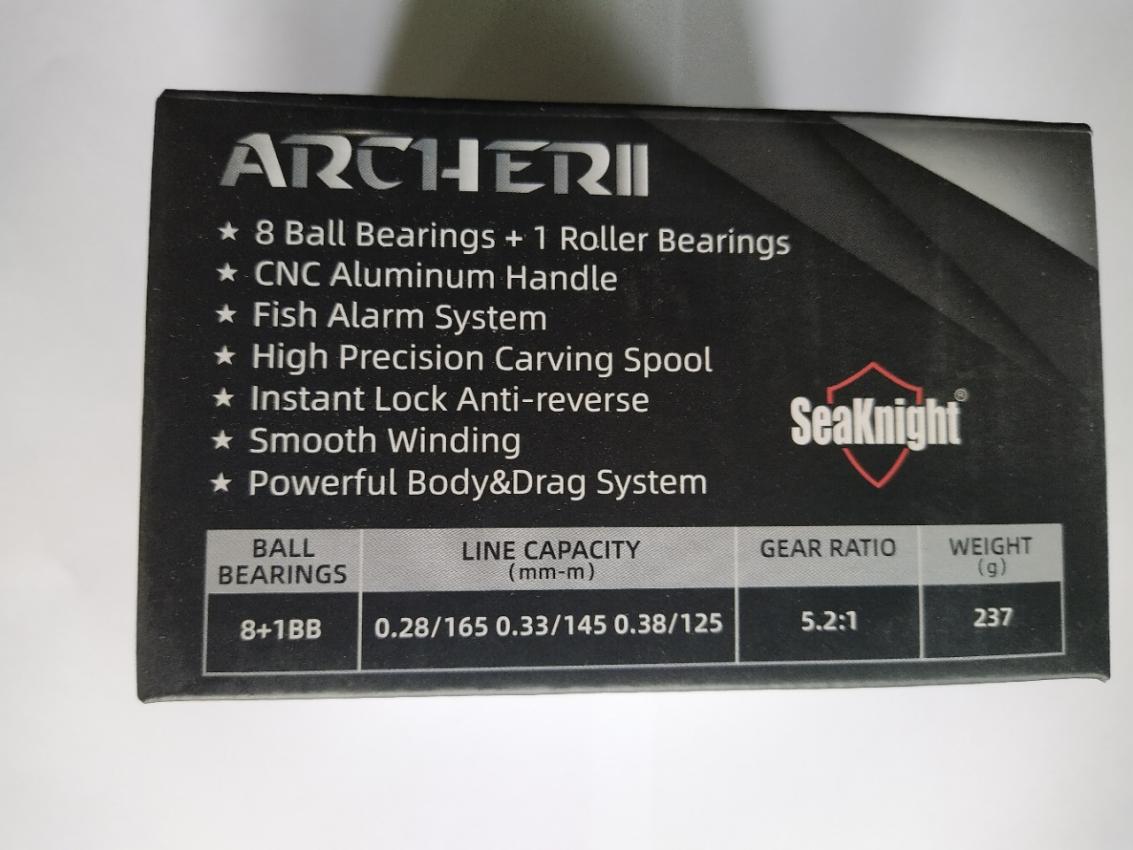 ARCHERII
★ 8 Ball Bearings + 1 Roller Bearings
★ CNC Aluminum Handle
★ Fish Alarm System
★ High Precision Carving Spool
★ Instant Lock Anti-reverse
★ Smooth Winding
★ Powerful Body&Drag System
SeaKnight®
BALL BEARINGS LINE CAPACITY (mm-m) GEAR RATIO WEIGHT (g)
8+1BB 0.28/165 0.33/145 0.38/125 5.2:1 237